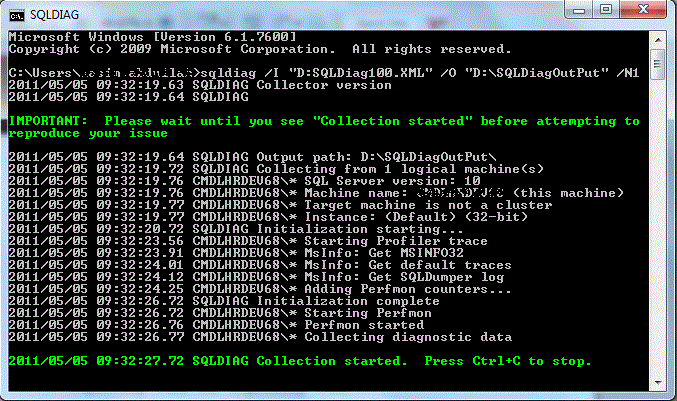 SQLDIAG
Microsoft Windows [Version 6.1.7600]
Copyright (c) 2009 Microsoft Corporation.  All rights reserved.
C:\Users\sqldiag /I "D:SQLDiag100.XML" /O "D:\SQLDiagOutPut" /N1
2011/05/05 09:32:19.63 SQLDIAG Collector version
2011/05/05 09:32:19.64 SQLDIAG
IMPORTANT:  Please wait until you see "Collection started" before attempting to
reproduce your issue
2011/05/05 09:32:19.64 SQLDIAG Output path: D:\SQLDiagOutPut\
2011/05/05 09:32:19.72 SQLDIAG Collecting from 1 logical machine(s)
2011/05/05 09:32:19.76 CMDLHRDEV68\* SQL Server version: 10
2011/05/05 09:32:19.76 CMDLHRDEV68\* Machine name: (this machine)
2011/05/05 09:32:19.77 CMDLHRDEV68\* Target machine is not a cluster
2011/05/05 09:32:19.77 CMDLHRDEV68\* Instance: (Default) (32-bit)
2011/05/05 09:32:20.72 SQLDIAG Initialization starting...
2011/05/05 09:32:23.56 CMDLHRDEV68\* Starting Profiler trace
2011/05/05 09:32:23.91 CMDLHRDEV68\* MsInfo: Get MSINFO32
2011/05/05 09:32:24.01 CMDLHRDEV68\* MsInfo: Get default traces
2011/05/05 09:32:24.12 CMDLHRDEV68\* MsInfo: Get SQLDumper log
2011/05/05 09:32:24.25 CMDLHRDEV68\* Adding Perfmon counters...
2011/05/05 09:32:26.72 SQLDIAG Initialization complete
2011/05/05 09:32:26.72 CMDLHRDEV68\* Starting Perfmon
2011/05/05 09:32:26.76 CMDLHRDEV68\* Perfmon started
2011/05/05 09:32:26.77 CMDLHRDEV68\* Collecting diagnostic data
2011/05/05 09:32:27.72 SQLDIAG Collection started.  Press Ctrl+C to stop.